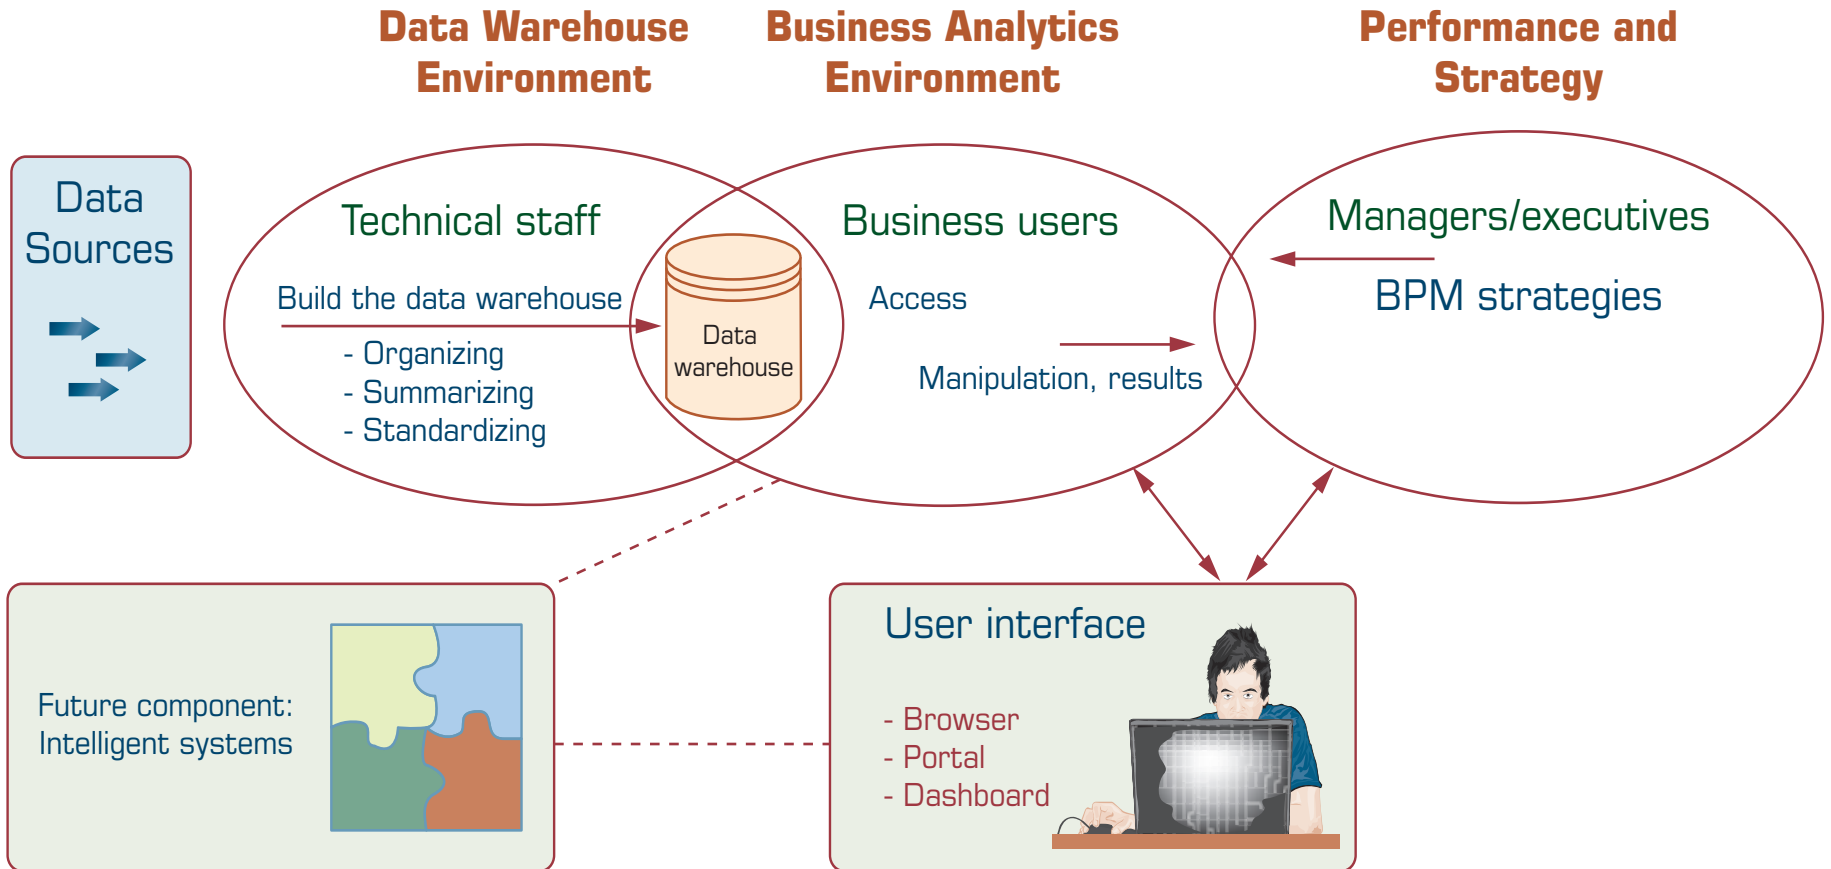 Data Warehouse
Environment
Business Analytics
Environment
Performance and
Strategy
Data
Sources
Technical staff
Build the data warehouse
- Organizing
- Summarizing
- Standardizing
Data
warehouse
Business users
Access
Manipulation, results
Managers/executives
BPM strategies
Future component:
Intelligent systems
User interface
- Browser
- Portal
- Dashboard